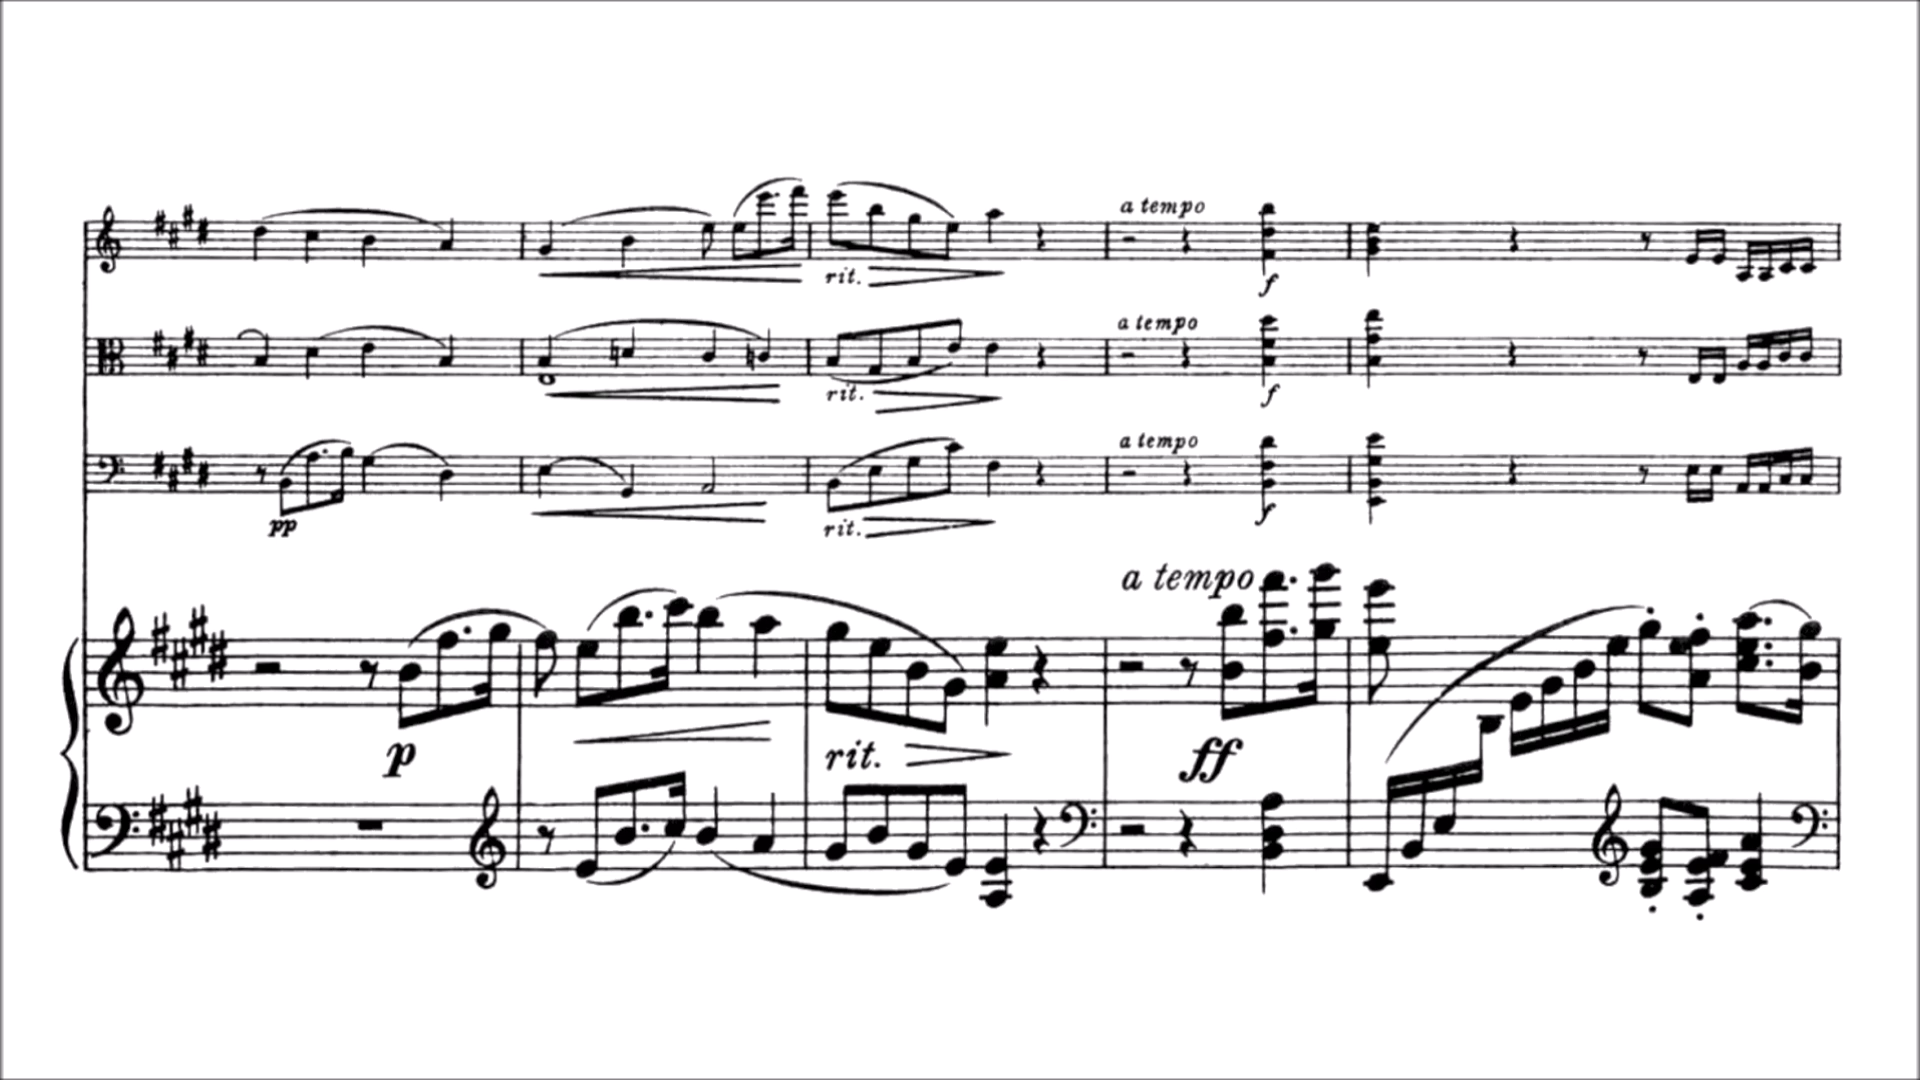 a tempo
rit.
f
a tempo
rit.
f
a tempo
pp
rit.
f
a tempo
p
rit.
ff